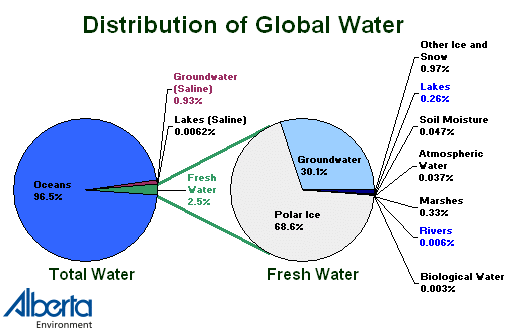 Distribution of Global Water
Groundwater
(Saline)
0.93%
Lakes (Saline)
0.0062%
Oceans
96.5%
Fresh
Water
2.5%
Total Water
Groundwater
30.1%
Polar Ice
68.6%
Fresh Water
Other Ice and
Snow
0.97%
Lakes
0.26%
Soil Moisture
0.047%
Atmospheric
Water
0.037%
Marshes
0.33%
Rivers
0.006%
Biological Water
0.003%
Alberta
Environment